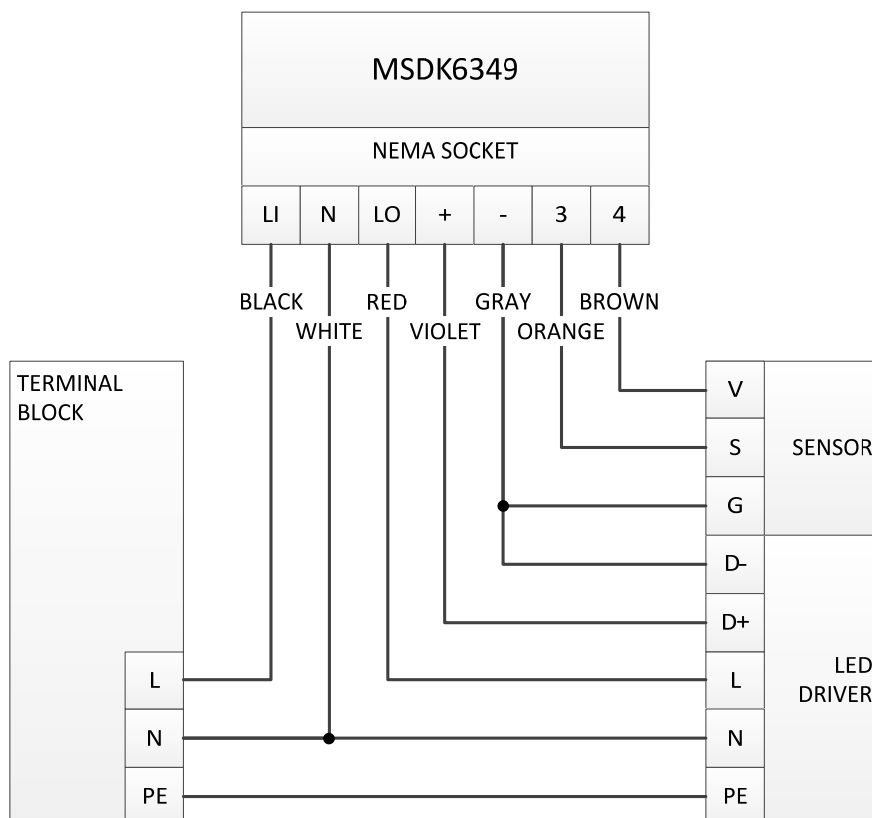 MSDK6349
NEMA SOCKET
LI N LO + - 3 4
BLACK RED GRAY BROWN
WHITE VIOLET ORANGE
TERMINAL
BLOCK
V
S SENSOR
G
D-
D+
L L LED
DRIVER
N N
PE PE